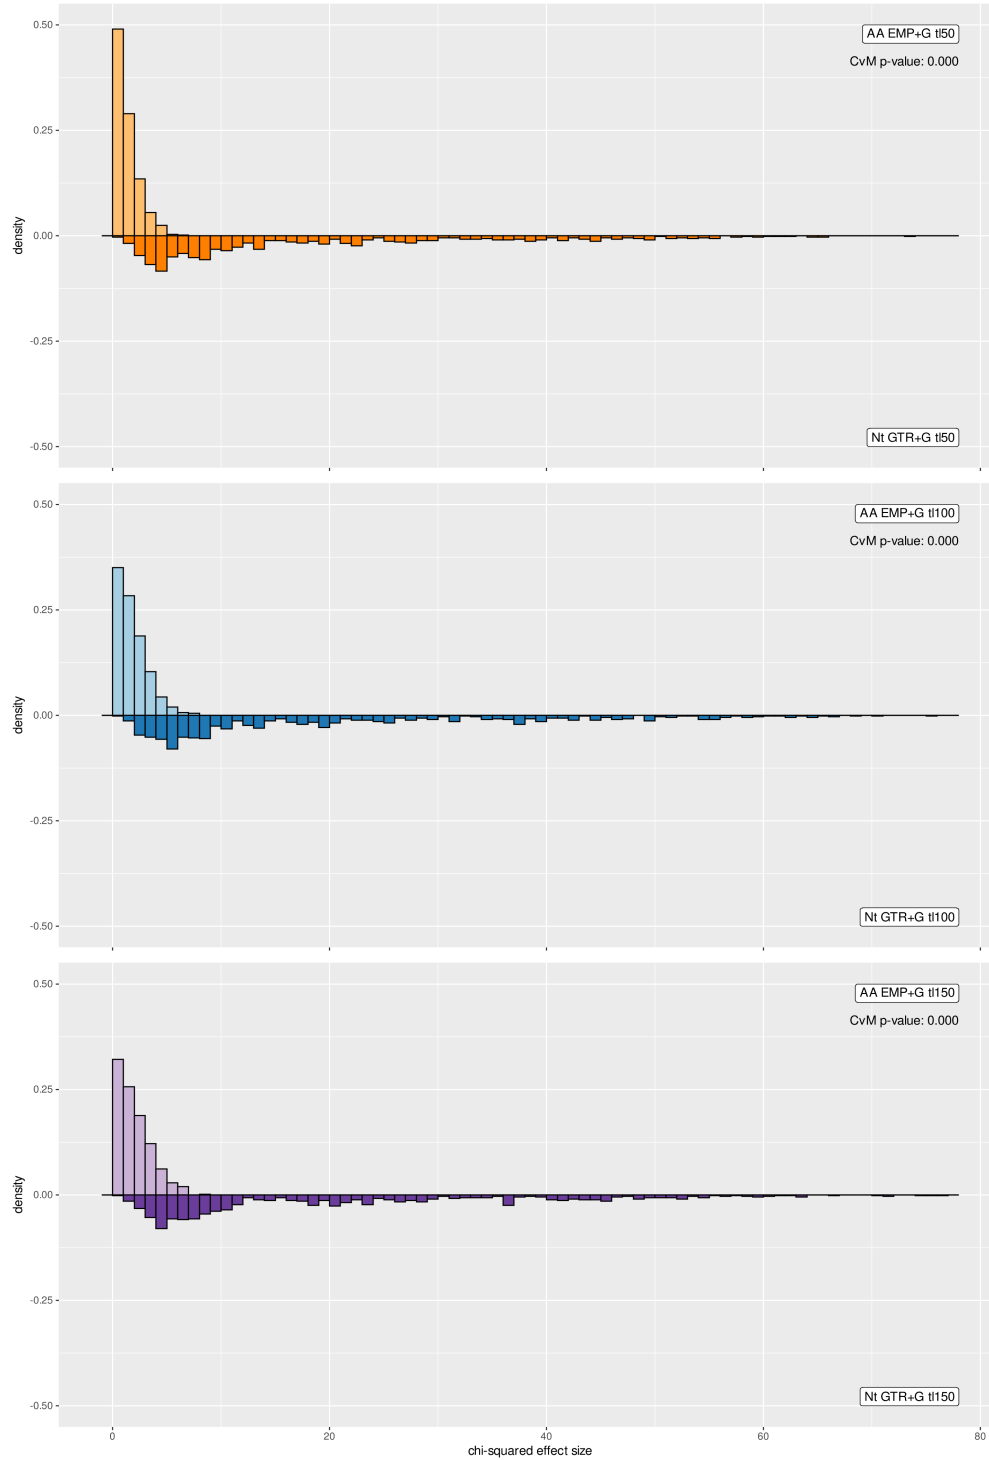 0.50
AA EMP+G tl50
CvM p-value: 0.000
0.25
density
0.00
-0.25
Nt GTR+G tl50
-0.50
0.50
AA EMP+G tl100
CvM p-value: 0.000
0.25
density
0.00
-0.25
Nt GTR+G tl100
-0.50
0.50
AA EMP+G tl150
CvM p-value: 0.000
0.25
density
0.00
-0.25
Nt GTR+G tl150
-0.50
0 20 40 60 80
chi-squared effect size